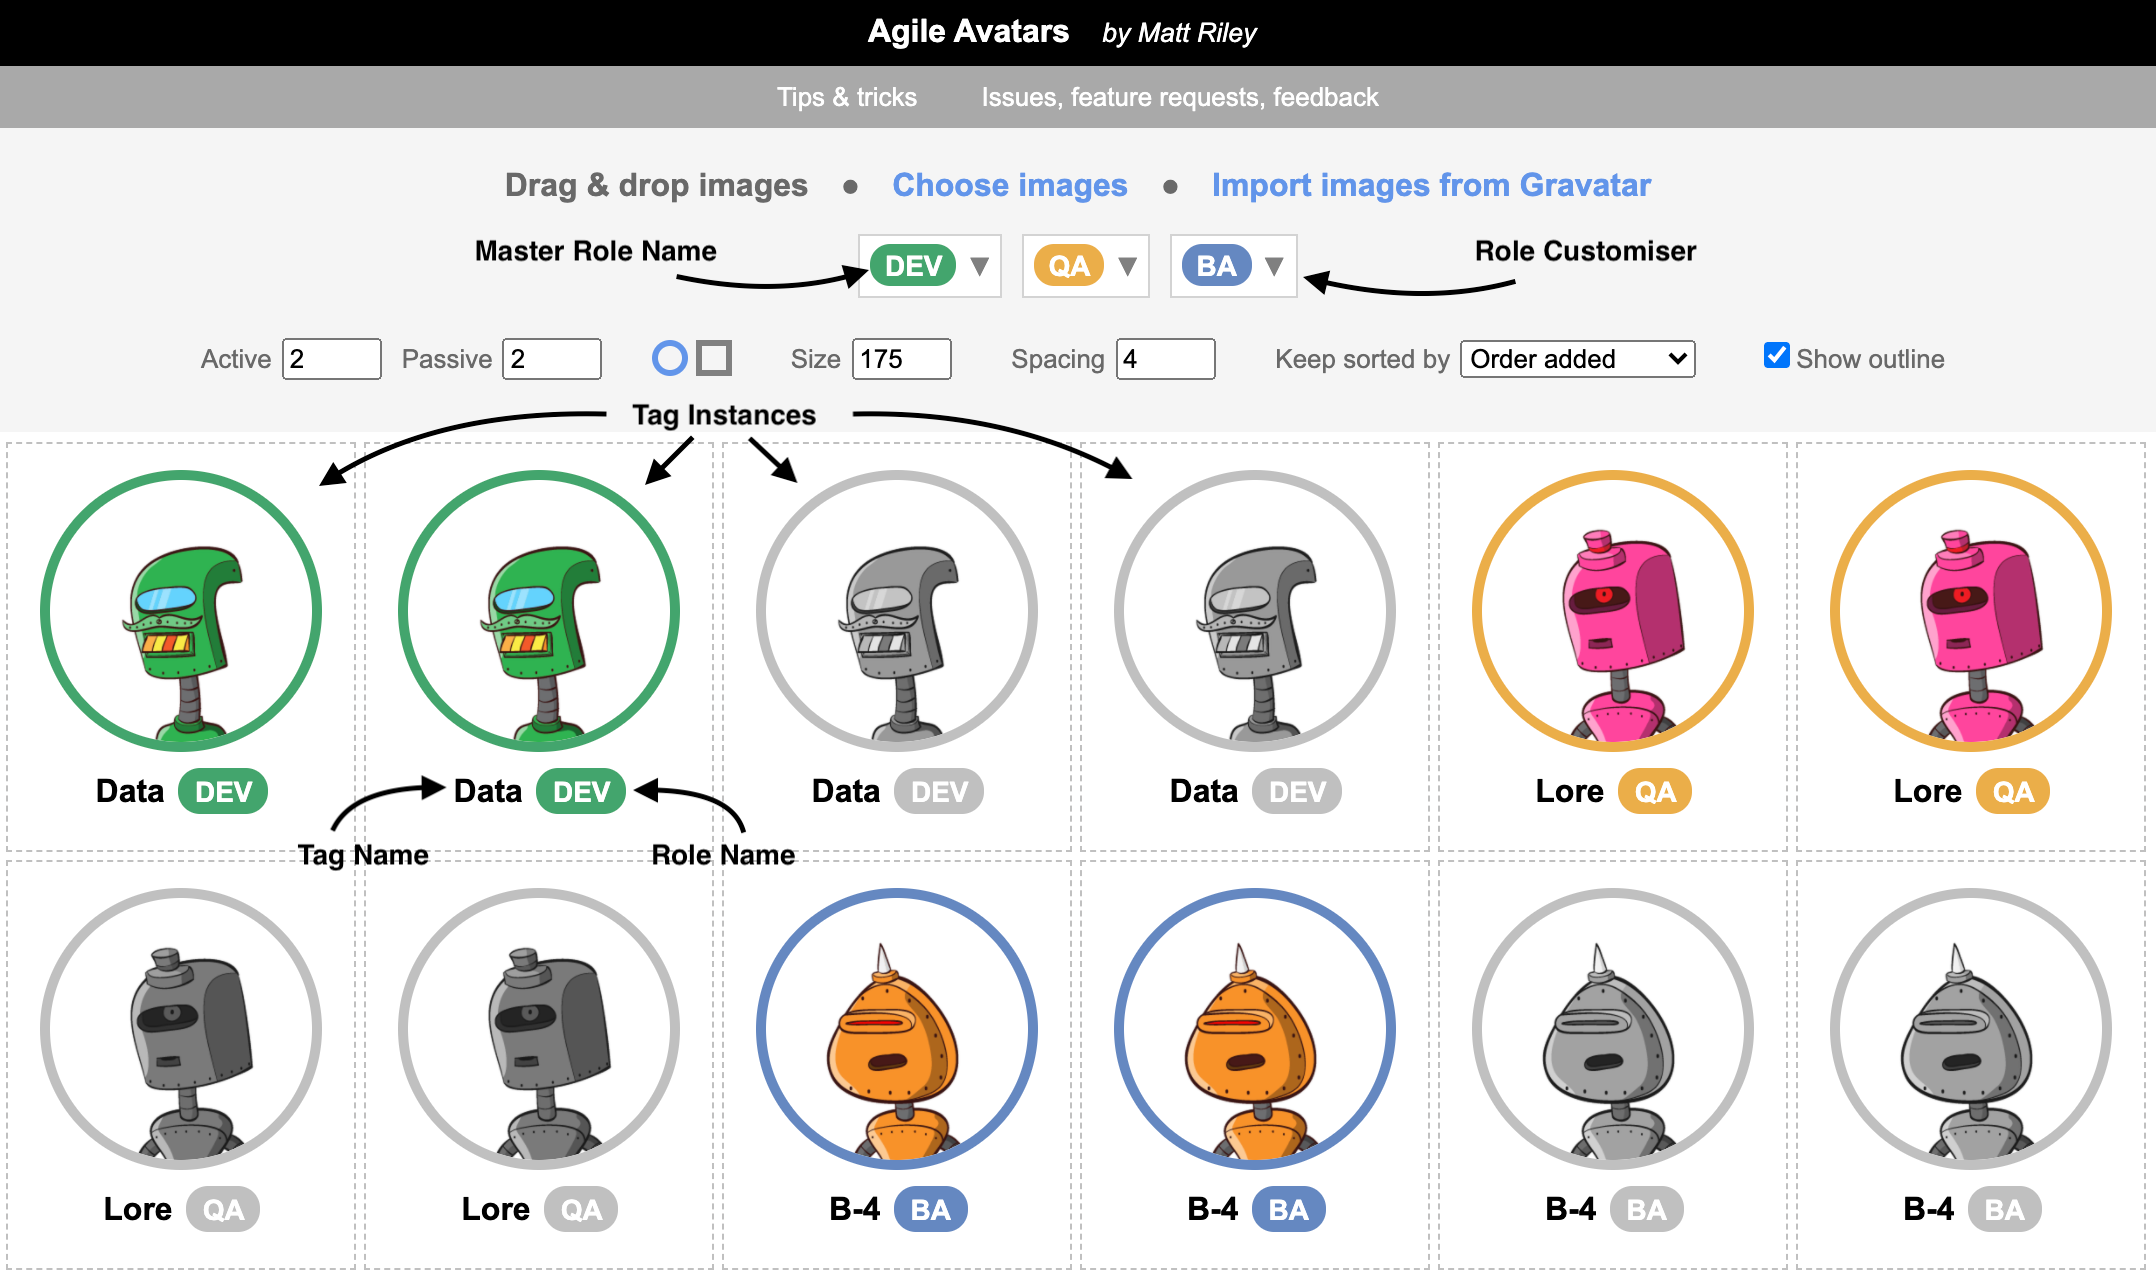 Agile Avatars by Matt Riley
Tips & tricks Issues, feature requests, feedback
Drag & drop images • Choose images • Import images from Gravatar
Master Role Name DEV ▼ QA ▼ BA ▼ Role Customiser
Active 2 Passive 2 Size 175 Spacing 4 Keep sorted by Order added Show outline
Tag Instances
Data DEV Data DEV Data DEV Data DEV Lore QA Lore QA
Tag Name Role Name
Lore QA Lore QA B-4 BA B-4 BA B-4 BA B-4 BA